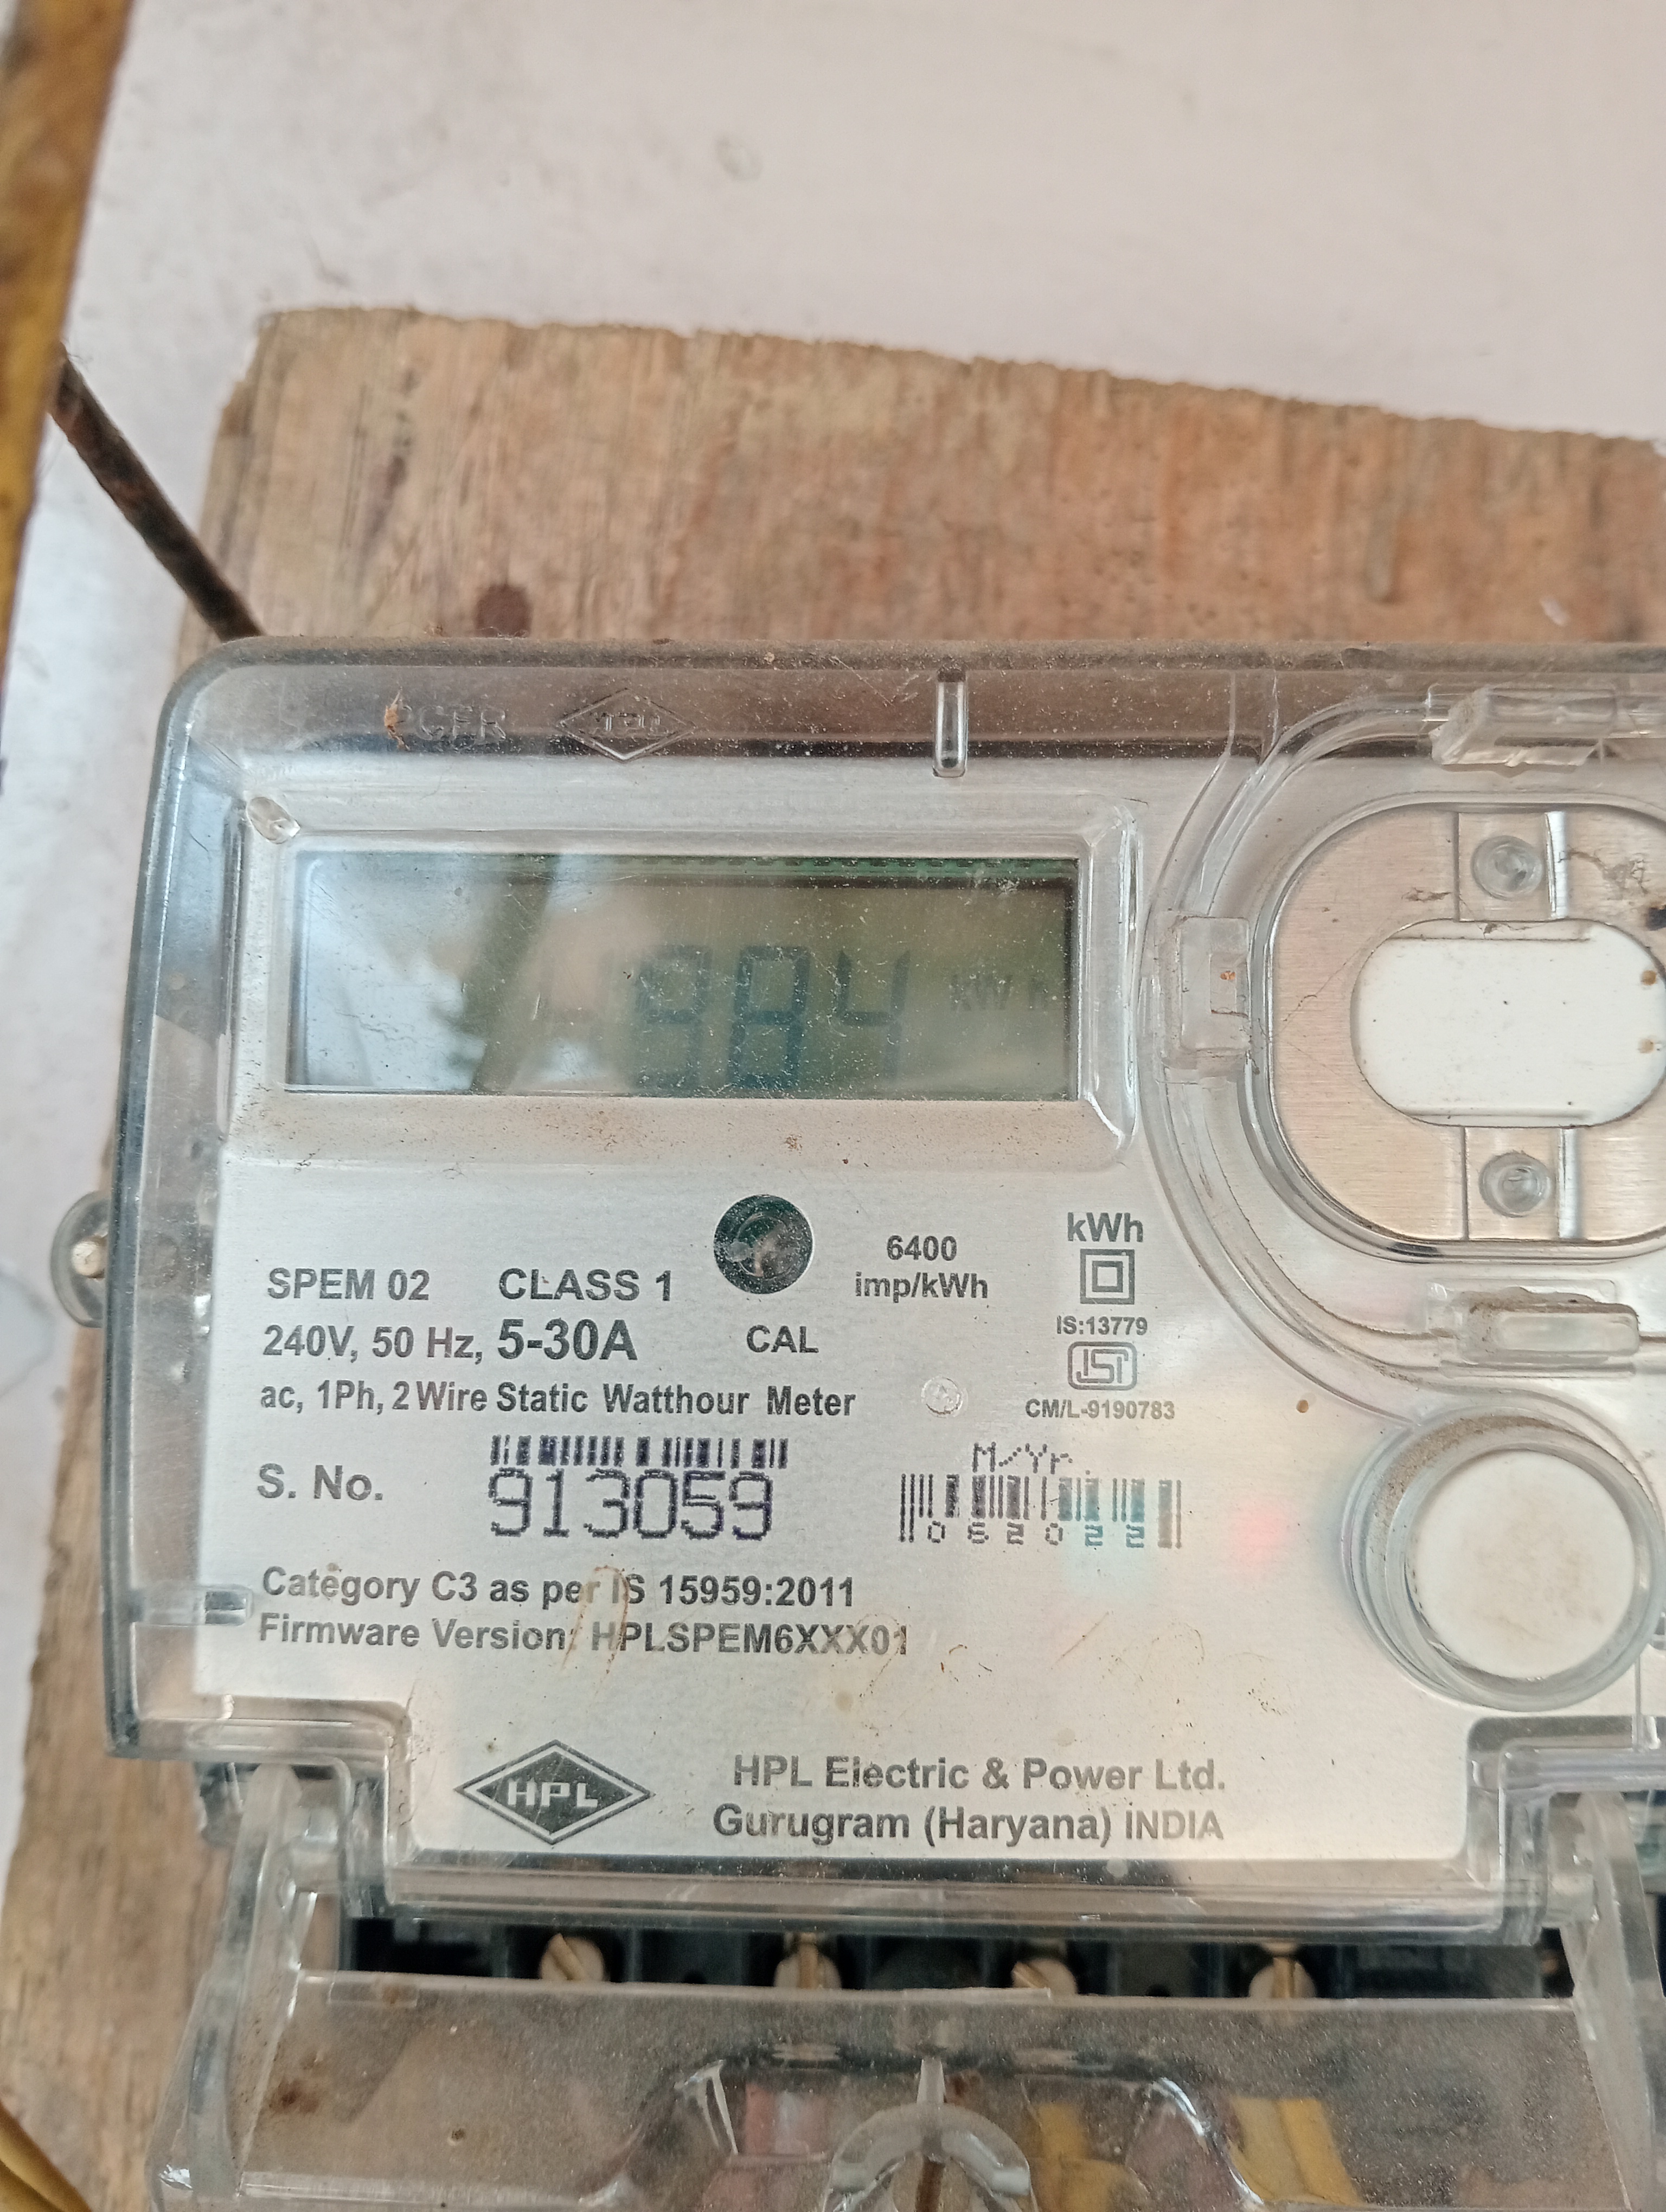 kWh
SPEM 02 CLASS 1
6400
imp/kWh
kWh
240V, 50 Hz, 5-30A
CAL
IS:13779
ISI
ac, 1Ph, 2 Wire Static Watthour Meter
CM/L-9190783
M/Yr.
S. No. 913059
062022
Category C3 as per IS 15959:2011
Firmware Version: HPLSPEM6XXX01
HPL
HPL Electric & Power Ltd.
Gurugram (Haryana) INDIA